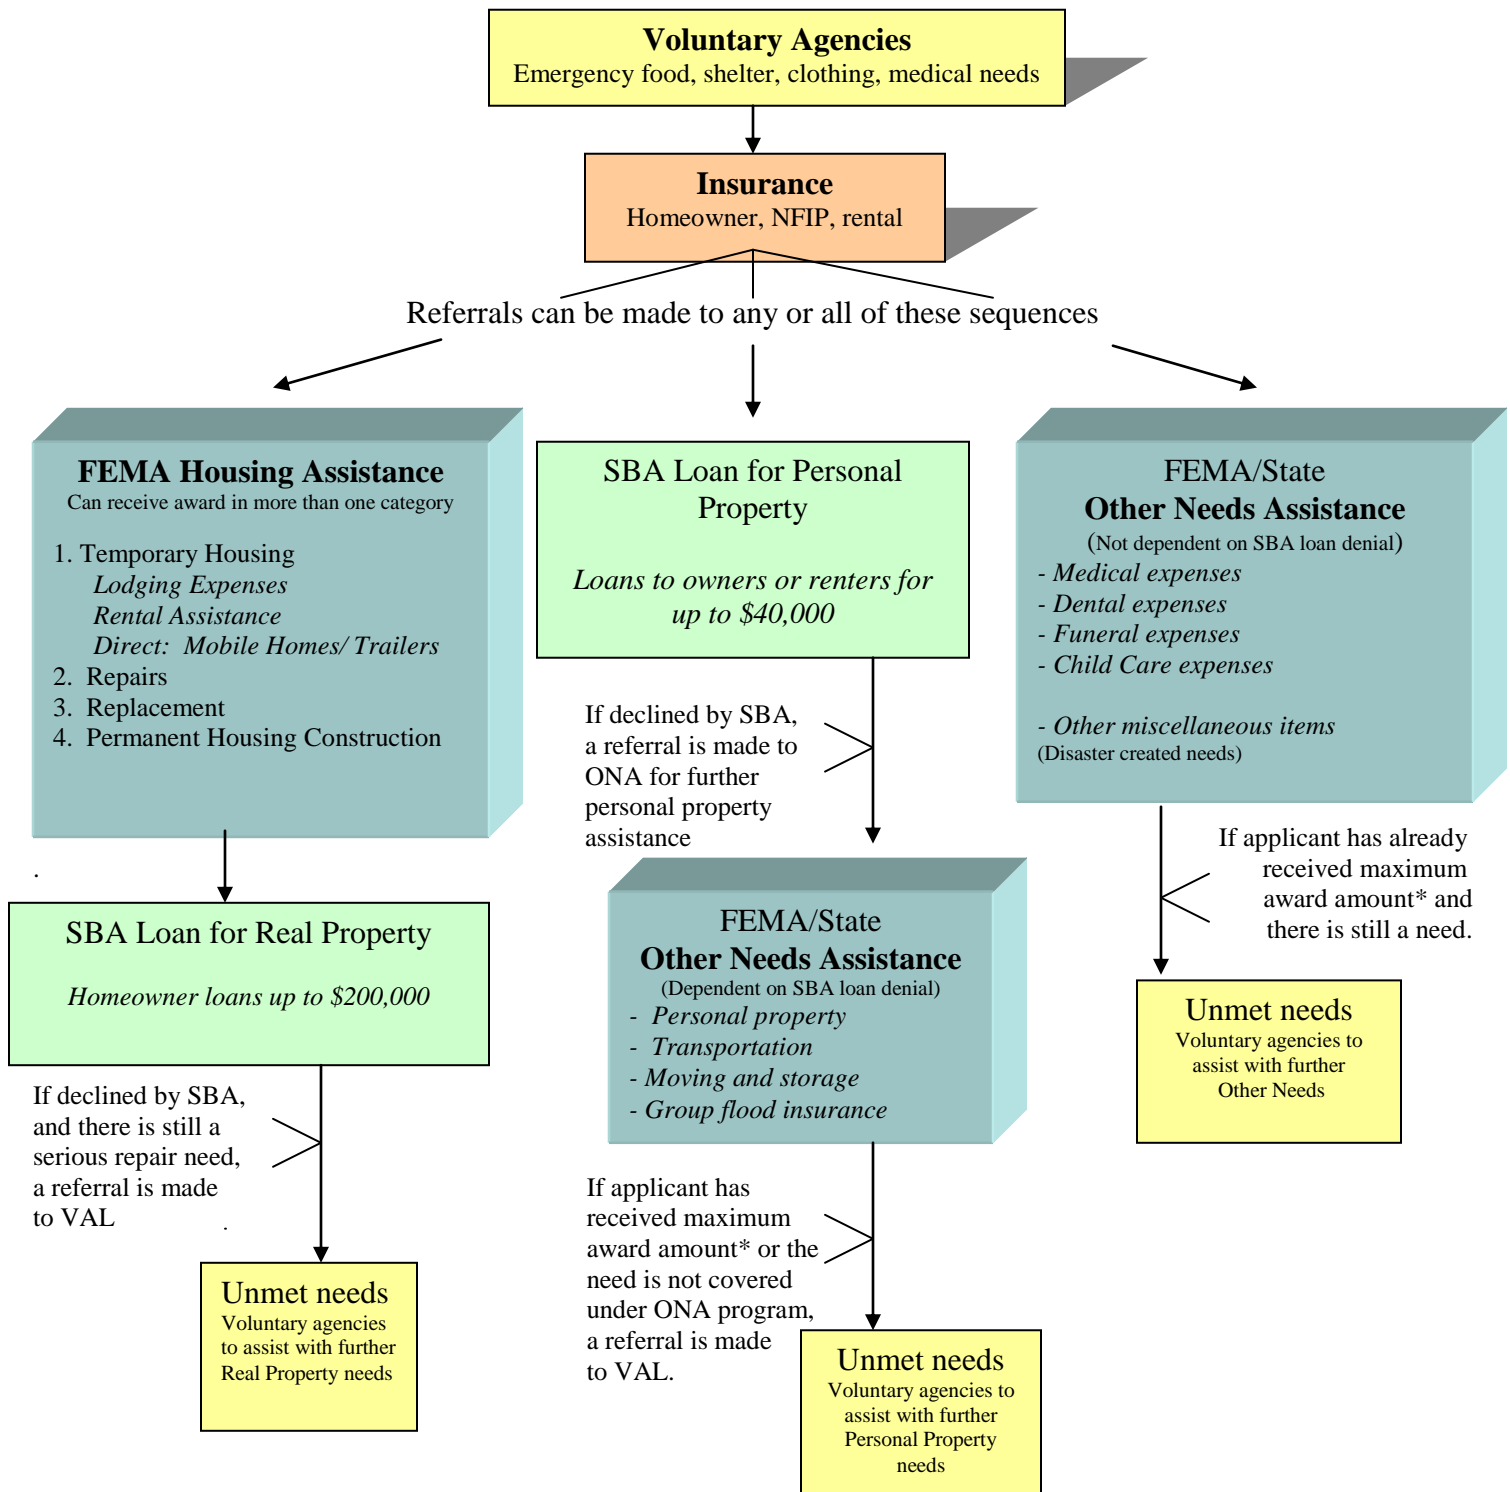 Voluntary Agencies
Emergency food, shelter, clothing, medical needs
Insurance
Homeowner, NFIP, rental
Referrals can be made to any or all of these sequences
FEMA Housing Assistance
Can receive award in more than one category
1. Temporary Housing
Lodging Expenses
Rental Assistance
Direct: Mobile Homes/ Trailers
2. Repairs
3. Replacement
4. Permanent Housing Construction
.
SBA Loan for Real Property
Homeowner loans up to $200,000
If declined by SBA,
and there is still a
serious repair need,
a referral is made
to VAL .
Unmet needs
Voluntary agencies
to assist with further
Real Property needs
SBA Loan for Personal
Property
Loans to owners or renters for
up to $40,000
If declined by SBA,
a referral is made to
ONA for further
personal property
assistance
FEMA/State
Other Needs Assistance
(Dependent on SBA loan denial)
- Personal property
- Transportation
- Moving and storage
- Group flood insurance
If applicant has
received maximum
award amount* or the
need is not covered
under ONA program,
a referral is made
to VAL.
Unmet needs
Voluntary agencies to
assist with further
Personal Property
needs
FEMA/State
Other Needs Assistance
(Not dependent on SBA loan denial)
- Medical expenses
- Dental expenses
- Funeral expenses
- Child Care expenses
- Other miscellaneous items
(Disaster created needs)
If applicant has already
received maximum
award amount* and
there is still a need.
Unmet needs
Voluntary agencies to
assist with further
Other Needs